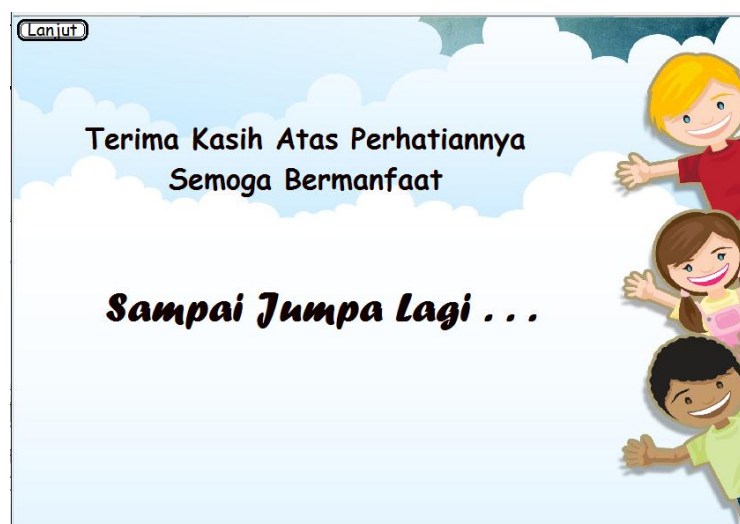 Lanjut
Terima Kasih Atas Perhatiannya
Semoga Bermanfaat
Sampai Jumpa Lagi . . .